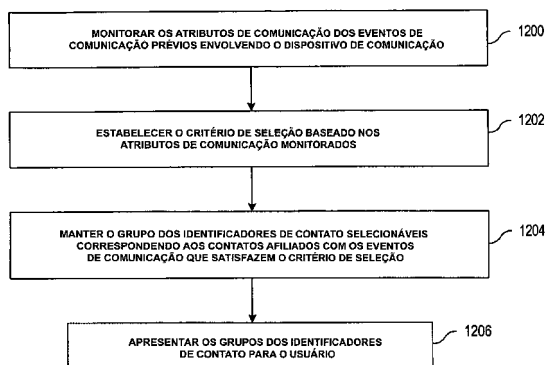 MONITORAR OS ATRIBUTOS DE COMUNICAÇÃO DOS EVENTOS DE
COMUNICAÇÃO PRÉVIOS ENVOLVENDO O DISPOSITIVO DE COMUNICAÇÃO
1200
ESTABELECER O CRITÉRIO DE SELEÇÃO BASEADO NOS
ATRIBUTOS DE COMUNICAÇÃO MONITORADOS
1202
MANTER O GRUPO DOS IDENTIFICADORES DE CONTATO SELECIONÁVEIS
CORRESPONDENDO AOS CONTATOS AFILIADOS COM OS EVENTOS
DE COMUNICAÇÃO QUE SATISFAZEM O CRITÉRIO DE SELEÇÃO
1204
APRESENTAR OS GRUPOS DOS IDENTIFICADORES
DE CONTATO PARA O USUÁRIO
1206